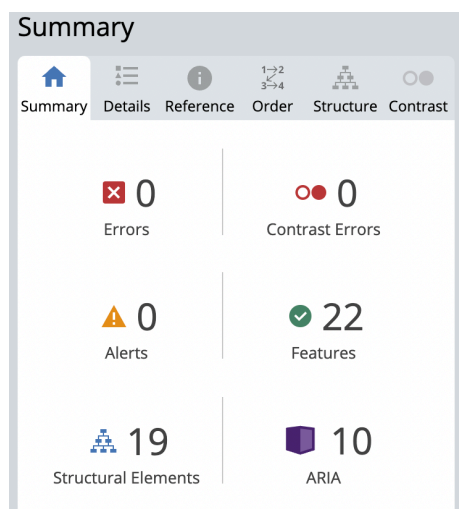 Summary
Summary Details Reference Order Structure Contrast
1→2
3→4
0 0
Errors Contrast Errors
0 22
Alerts Features
19 10
Structural Elements ARIA